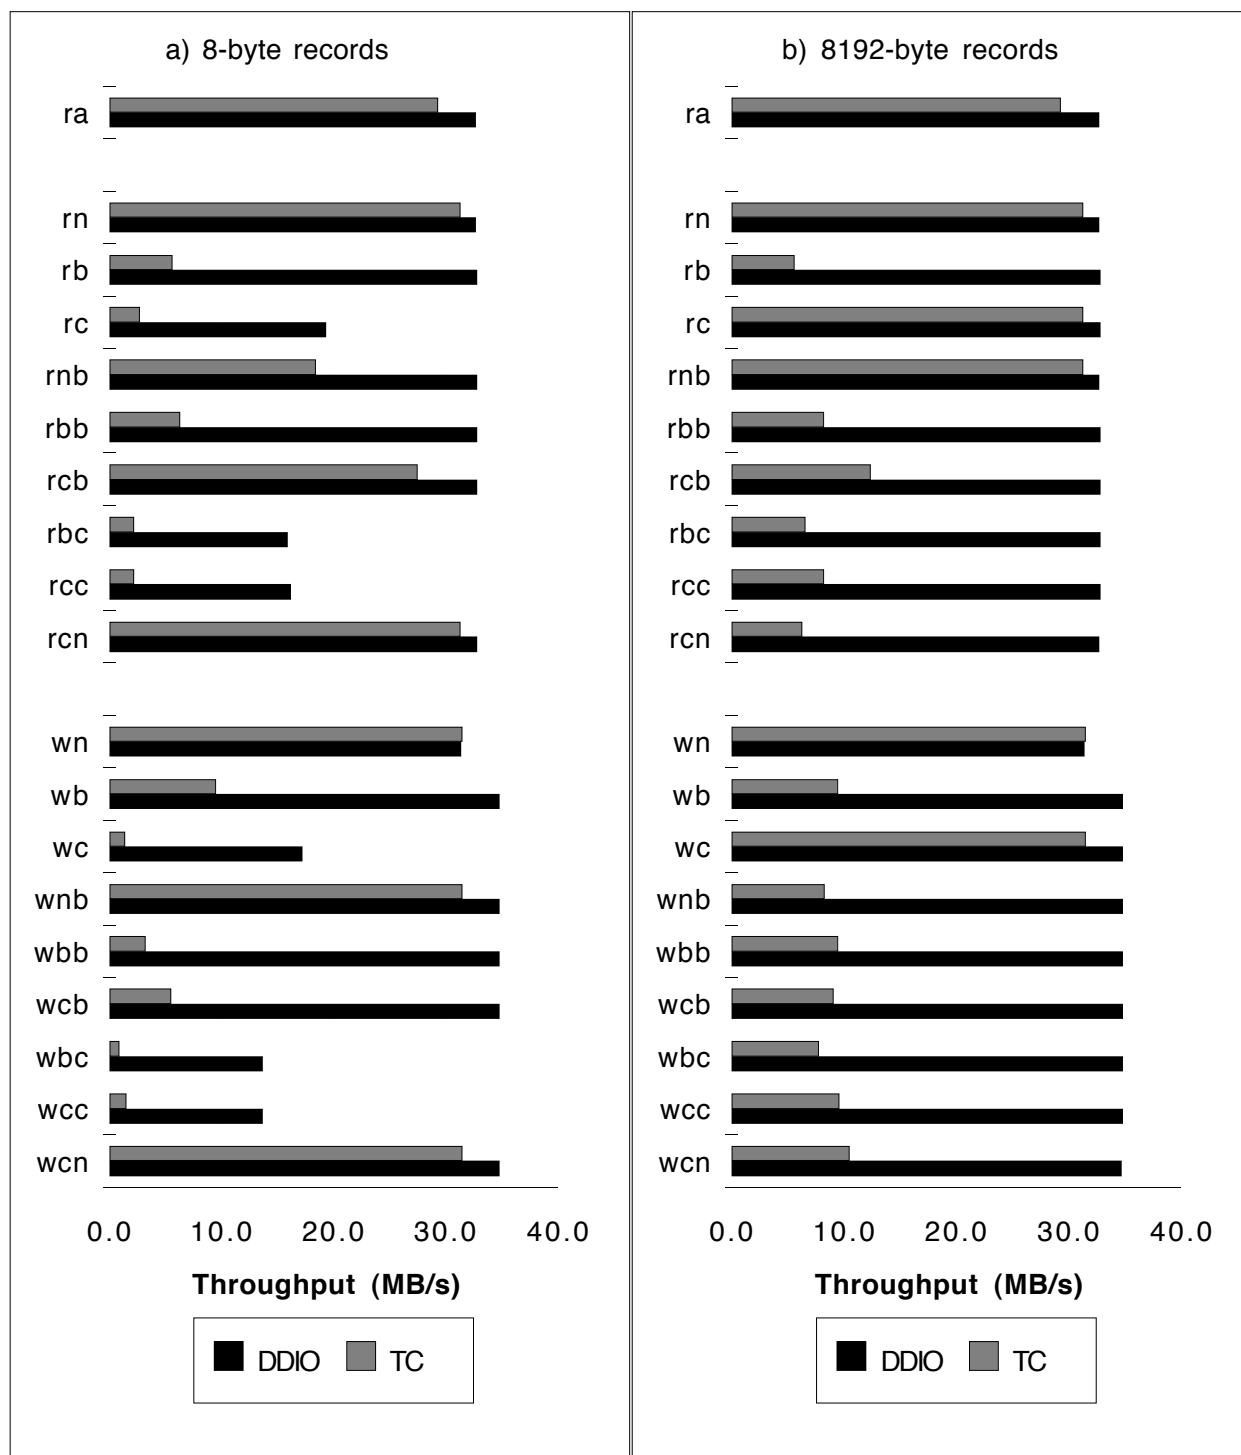 a) 8-byte records
ra
rn
rb
rc
rnb
rbb
rcb
rbc
rcc
rcn
wn
wb
wc
wnb
wbb
wcb
wbc
wcc
wcn
0.0 10.0 20.0 30.0 40.0
Throughput (MB/s)
DDIO TC
b) 8192-byte records
ra
rn
rb
rc
rnb
rbb
rcb
rbc
rcc
rcn
wn
wb
wc
wnb
wbb
wcb
wbc
wcc
wcn
0.0 10.0 20.0 30.0 40.0
Throughput (MB/s)
DDIO TC